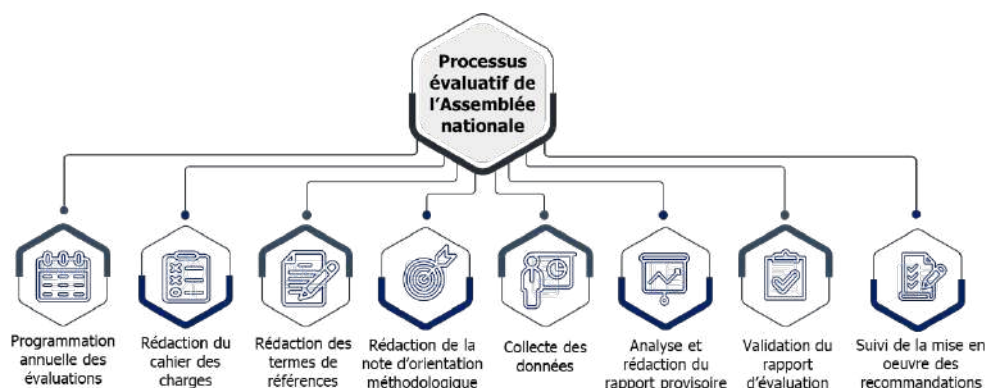 Processus
évaluatif de
l'Assemblée
nationale
Programmation
annuelle des
évaluations
Rédaction du
cahier des
charges
Rédaction des
termes de
références
Rédaction de la
note d'orientation
méthodologique
Collecte des
données
Analyse et
rédaction du
rapport provisoire
Validation du
rapport
d'évaluation
Suivi de la mise en
oeuvre des
recommandations